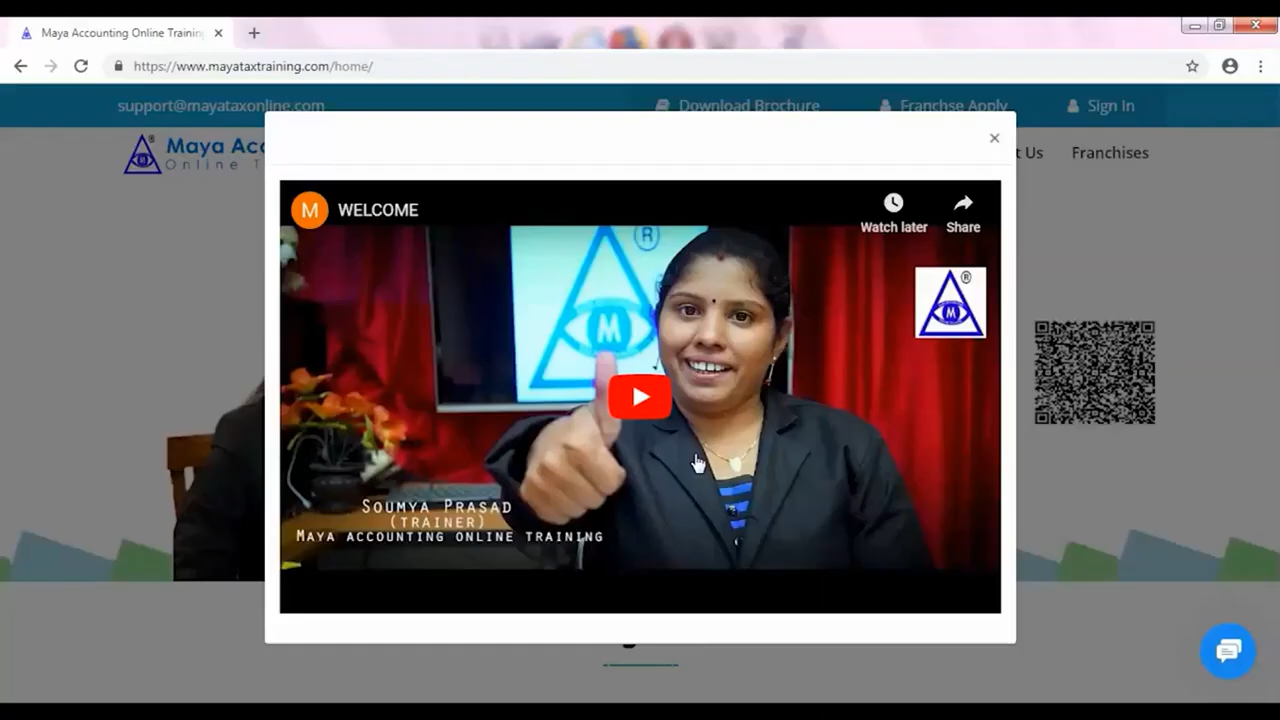 Maya Accounting Online Trainin
https://www.mayataxtraining.com/home/
support@mayataxonline.com
Download Brochure
Franchse Apply
Sign In
Maya Acc
Online T
t Us
Franchises
M
WELCOME
Watch later
Share
®
M
®
M
SOUMYA PRASAD
(TRAINER)
MAYA ACCOUNTING ONLINE TRAINING